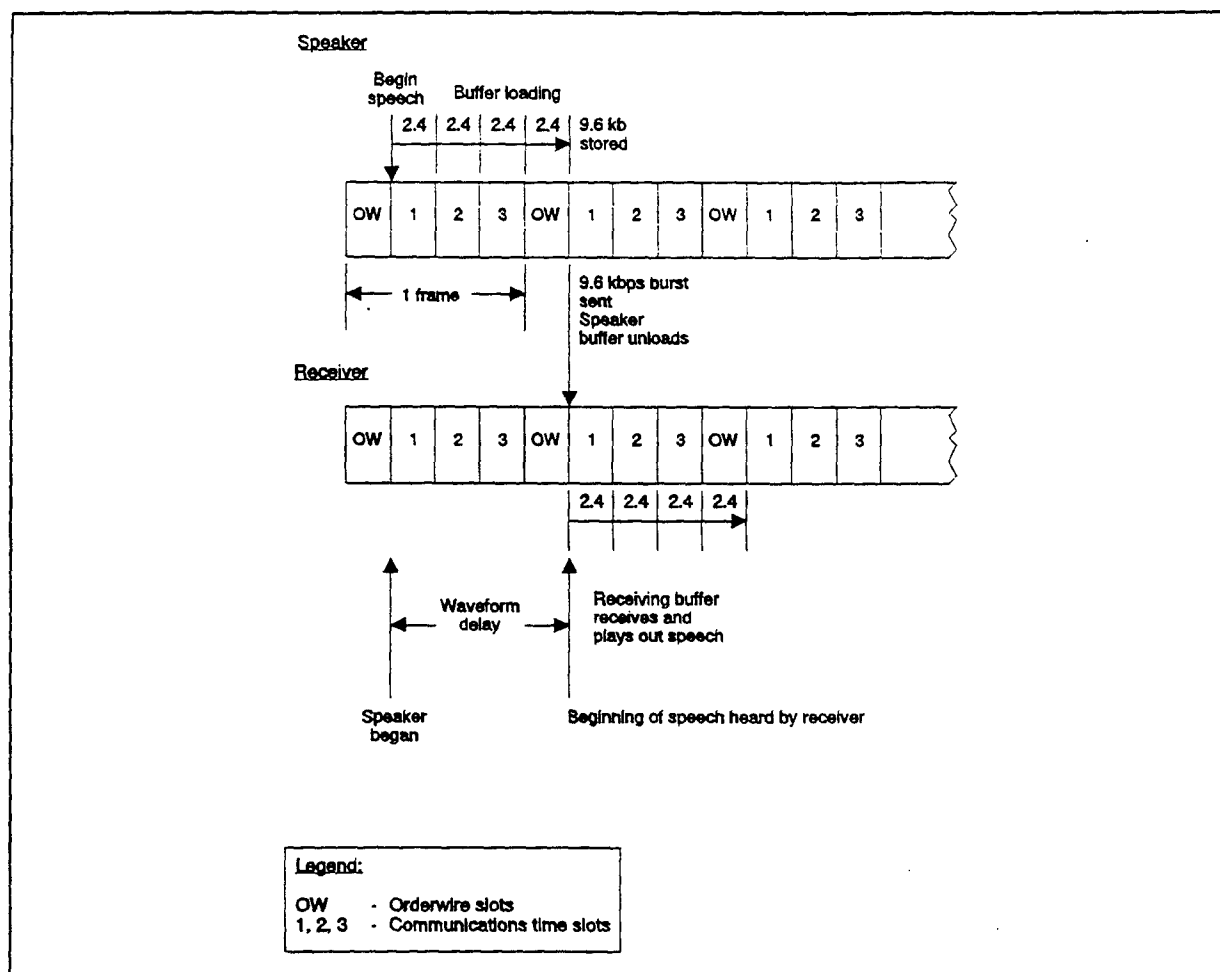 Speaker
Begin
speech
Buffer loading
2.4 2.4 2.4 2.4
9.6 kb
stored
OW 1 2 3 OW 1 2 3 OW 1 2 3
1 frame
9.6 kbps burst
sent
Speaker
buffer unloads
Receiver
OW 1 2 3 OW 1 2 3 OW 1 2 3
2.4 2.4 2.4 2.4
Waveform
delay
Receiving buffer
receives and
plays out speech
Speaker
began
Beginning of speech heard by receiver
Legend:
OW - Orderwire slots
1, 2, 3 - Communications time slots